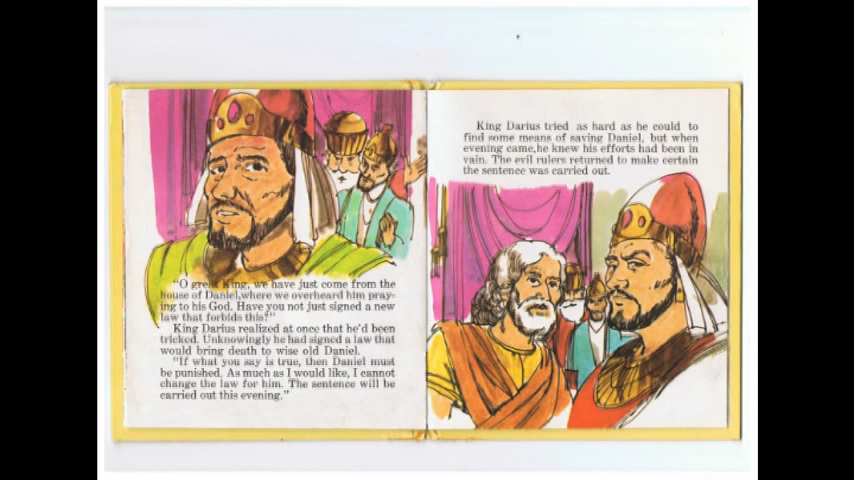 "O great King, we have just come from the
house of Daniel,where we overheard him pray-
ing to his God. Have you not just signed a new
law that forbids this?"
King Darius realized at once that he'd been
tricked. Unknowingly he had signed a law that
would bring death to wise old Daniel.
"If what you say is true, then Daniel must
be punished. As much as I would like, I cannot
change the law for him. The sentence will be
carried out this evening."
King Darius tried as hard as he could to
find some means of saving Daniel, but when
evening came,he knew his efforts had been in
vain. The evil rulers returned to make certain
the sentence was carried out.